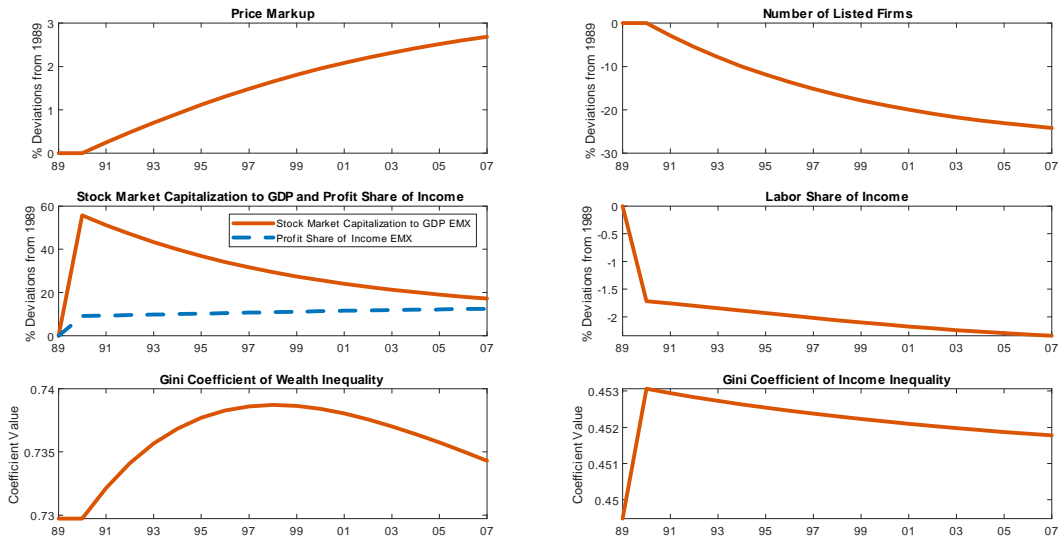 Price Markup
% Deviations from 1989
3
2
1
0
89 91 93 95 97 99 01 03 05 07
Number of Listed Firms
% Deviations from 1989
0
-10
-20
-30
89 91 93 95 97 99 01 03 05 07
Stock Market Capitalization to GDP and Profit Share of Income
% Deviations from 1989
60
40
20
0
Stock Market Capitalization to GDP EMX
Profit Share of Income EMX
89 91 93 95 97 99 01 03 05 07
Labor Share of Income
% Deviations from 1989
0
-0.5
-1
-1.5
-2
89 91 93 95 97 99 01 03 05 07
Gini Coefficient of Wealth Inequality
Coefficient Value
0.74
0.735
0.73
89 91 93 95 97 99 01 03 05 07
Gini Coefficient of Income Inequality
Coefficient Value
0.453
0.452
0.451
0.45
89 91 93 95 97 99 01 03 05 07